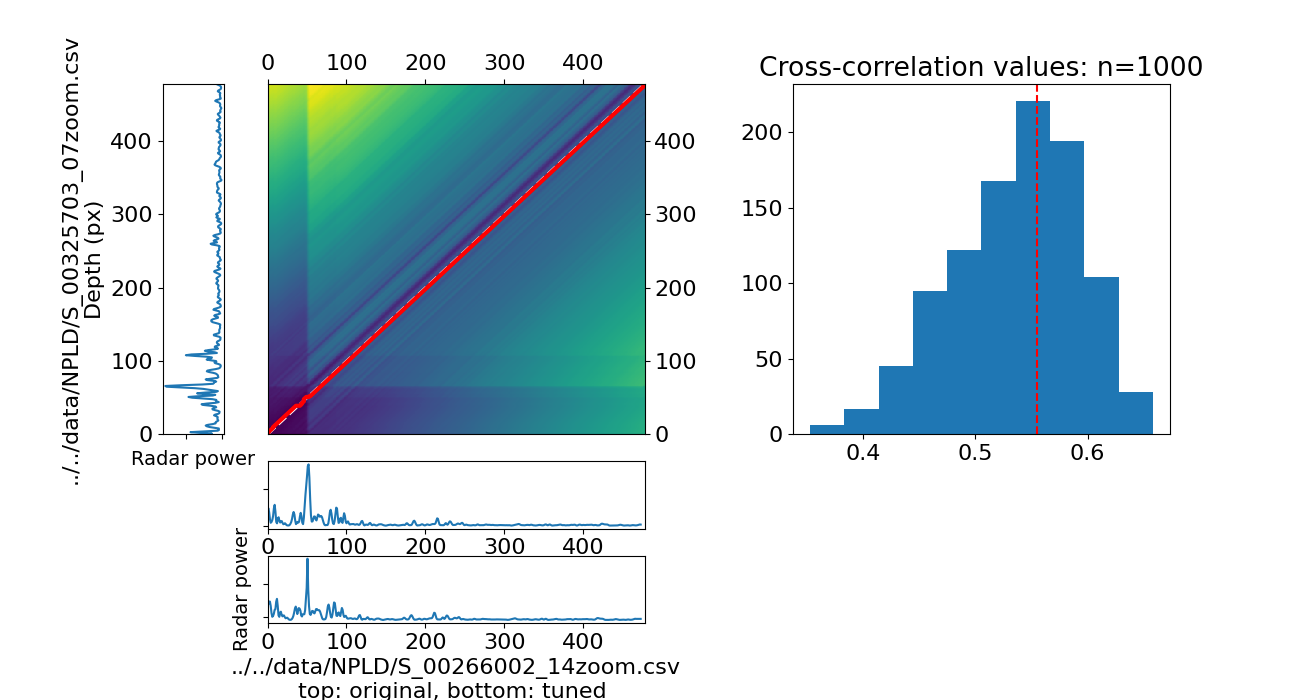 Cross-correlation values: n=1000
0 100 200 300 400
../../data/NPLD/S_00325703_07zoom.csv
Depth (px)
400
300
200
100
0
Radar power
400
300
200
100
0
200
150
100
50
0
0.4 0.5 0.6
0 100 200 300 400
Radar power
0 100 200 300 400
../../data/NPLD/S_00266002_14zoom.csv
top: original, bottom: tuned